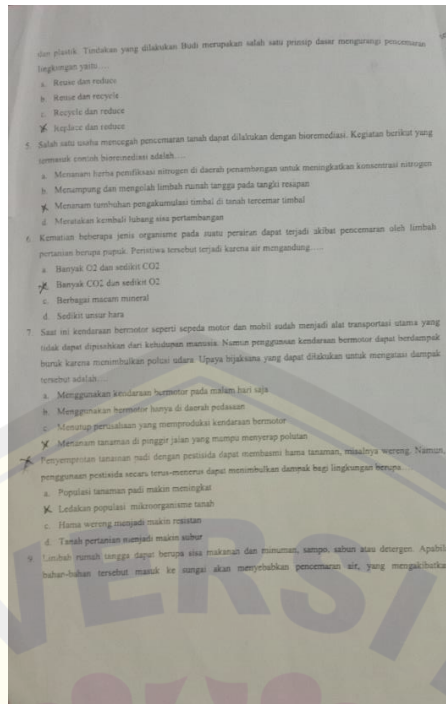 dan plastik. Tindakan yang dilakukan Budi merupakan salah satu prinsip dasar mengurangi pencemaran
lingkungan yaitu.....
a. Reuse dan reduce
b. Reuse dan recycle
c. Recycle dan reduce
Replace dan reduce
5. Salah satu usaha mencegah pencemaran tanah dapat dilakukan dengan bioremediasi. Kegiatan berikut yang
termasuk contoh bioremediasi adalah....
a. Menanam turba pendifiksasi nitrogen di daerah penambangan untuk meningkatkan konsentrasi nitrogen
b. Menampung dan mengolah limbah rumah tangga pada tangki resapan
Menanam tumbuhan pengakumulasi timbal di tanah tercemar timbal
d. Meratakan kembali lubang sisa pertambangan
6. Kematian beberapa jenis organisme pada suatu perairan dapat terjadi akibat pencemaran oleh limbah
pertanian berupa pupuk. Peristiwa tersebut terjadi karena air mengandung.....
a. Banyak O2 dan sedikit CO2
Banyak CO2 dan sedikit O2
c. Berbagai macam mineral
d. Sedikit unsur hara
7. Saat ini kendaraan bermotor seperti sepeda motor dan mobil sudah menjadi alat transportasi utama yang
tidak dapat dipisahkan dari kehidupan manusia. Namun penggunaan kendaraan bermotor dapat berdampak
buruk karena menimbulkan polusi udara. Upaya bijaksana yang dapat dilakukan untuk mengatasi dampak
tersebut adalah....
a. Menggunakan kendaraan bermotor pada malam hari saja
b. Menggunakan bermotor hanya di daerah pedasaan
c. Menutup perusahaan yang memproduksi kendaraan bermotor
Menanam tanaman di pinggir jalan yang mampu menyerap polutan
Penyemprotan tanaman padi dengan pestisida dapat membasmi hama tanaman, misalnya wereng. Namun,
penggunaan pestisida secara terus-menerus dapat menimbulkan dampak bagi lingkungan berupa....
a. Populasi tanaman padi makin meningkat
Ledakan populasi mikroorganisme tanah
c. Hama wereng menjadi makin resistan
d. Tanah pertanian menjadi makin subur
9. Limbah rumah tangga dapat berupa sisa makanan dan minuman, sampo, sabun atau detergen. Apabil
bahan-bahan tersebut masuk ke sungai akan menyebabkan pencemaran air, yang mengakibatka